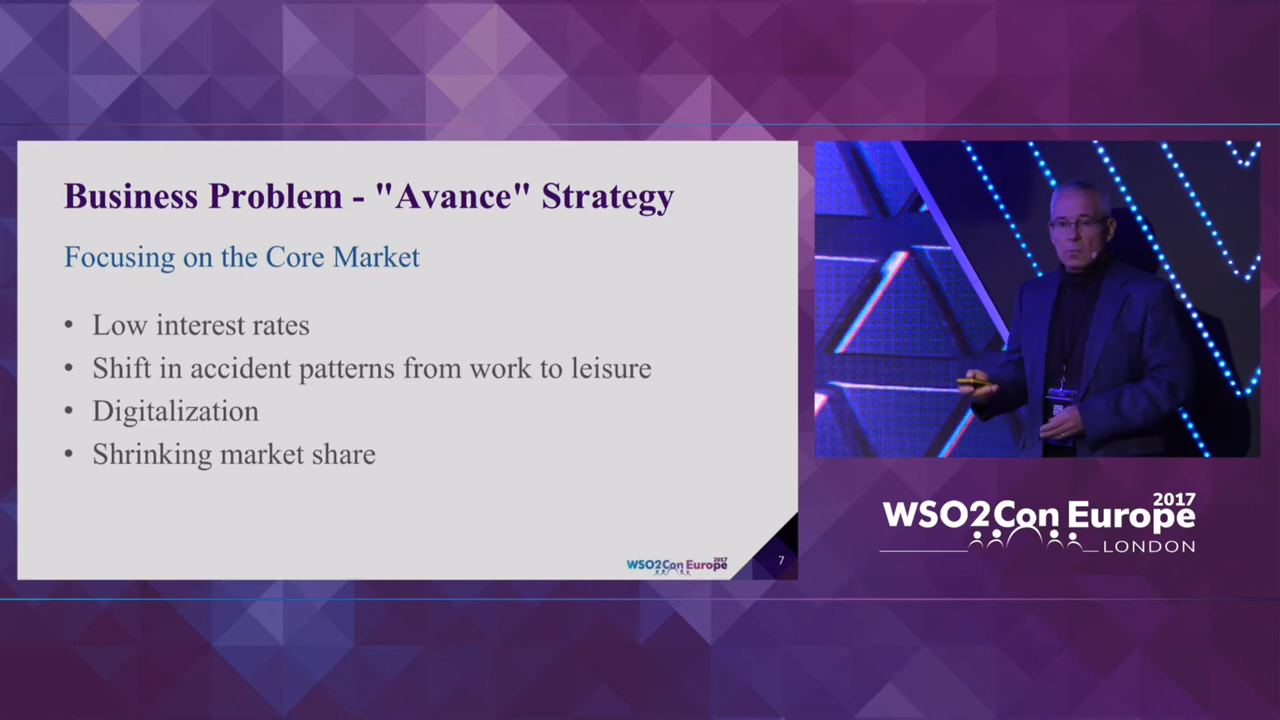 Business Problem - "Avance" Strategy
Focusing on the Core Market
• Low interest rates
• Shift in accident patterns from work to leisure
• Digitalization
• Shrinking market share
WSO2Con Europe 2017
7
2017
WSO2Con Europe
LONDON